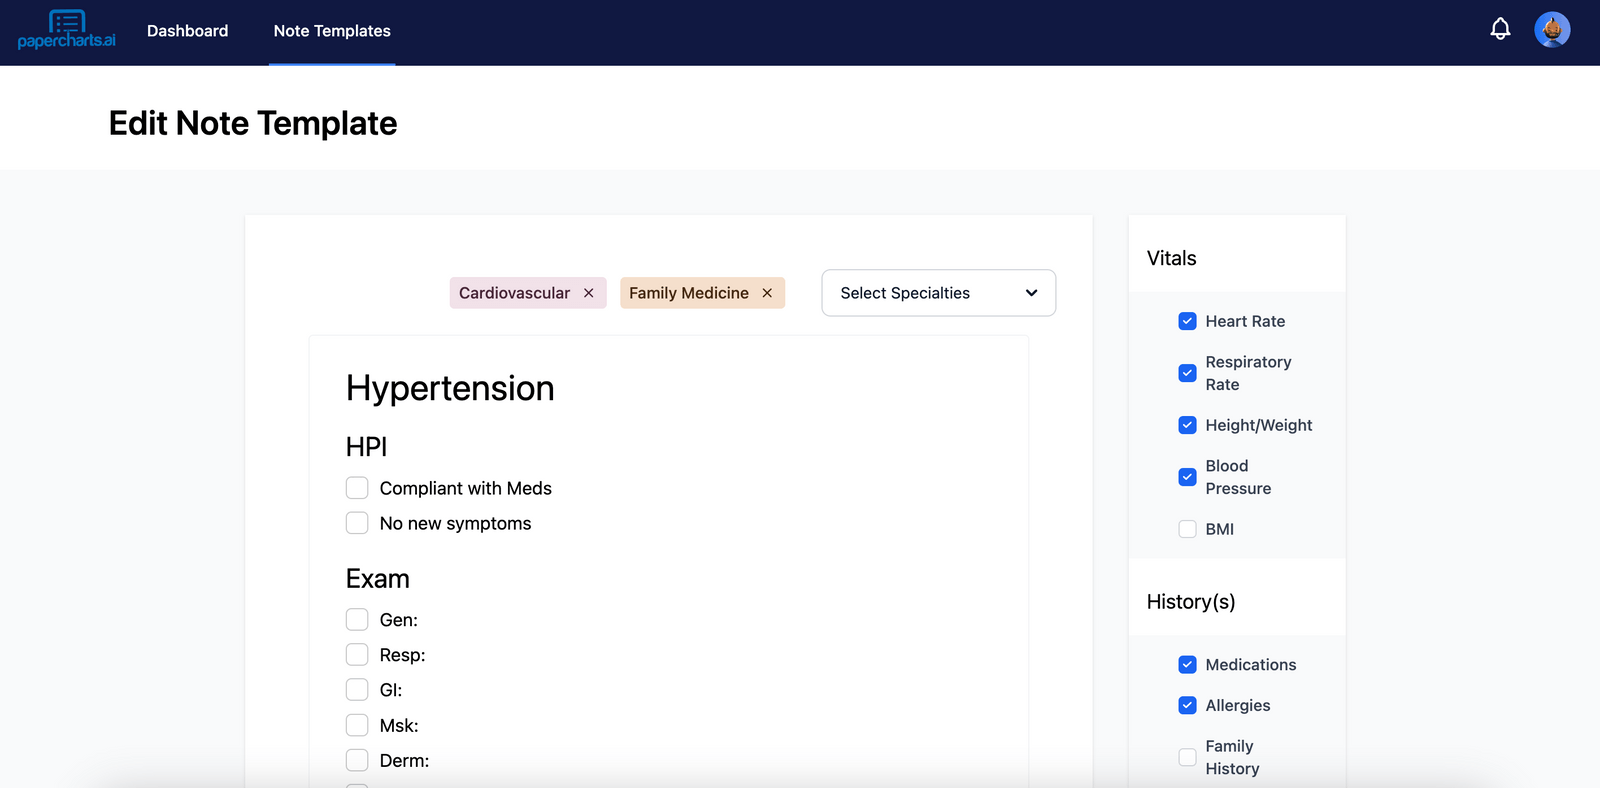 papercharts.ai
Dashboard
Note Templates
Edit Note Template
Cardiovascular
Family Medicine
Select Specialties
Hypertension
HPI
Compliant with Meds
No new symptoms
Exam
Gen:
Resp:
GI:
Msk:
Derm:
Vitals
Heart Rate
Respiratory
Rate
Height/Weight
Blood
Pressure
BMI
History(s)
Medications
Allergies
Family
History